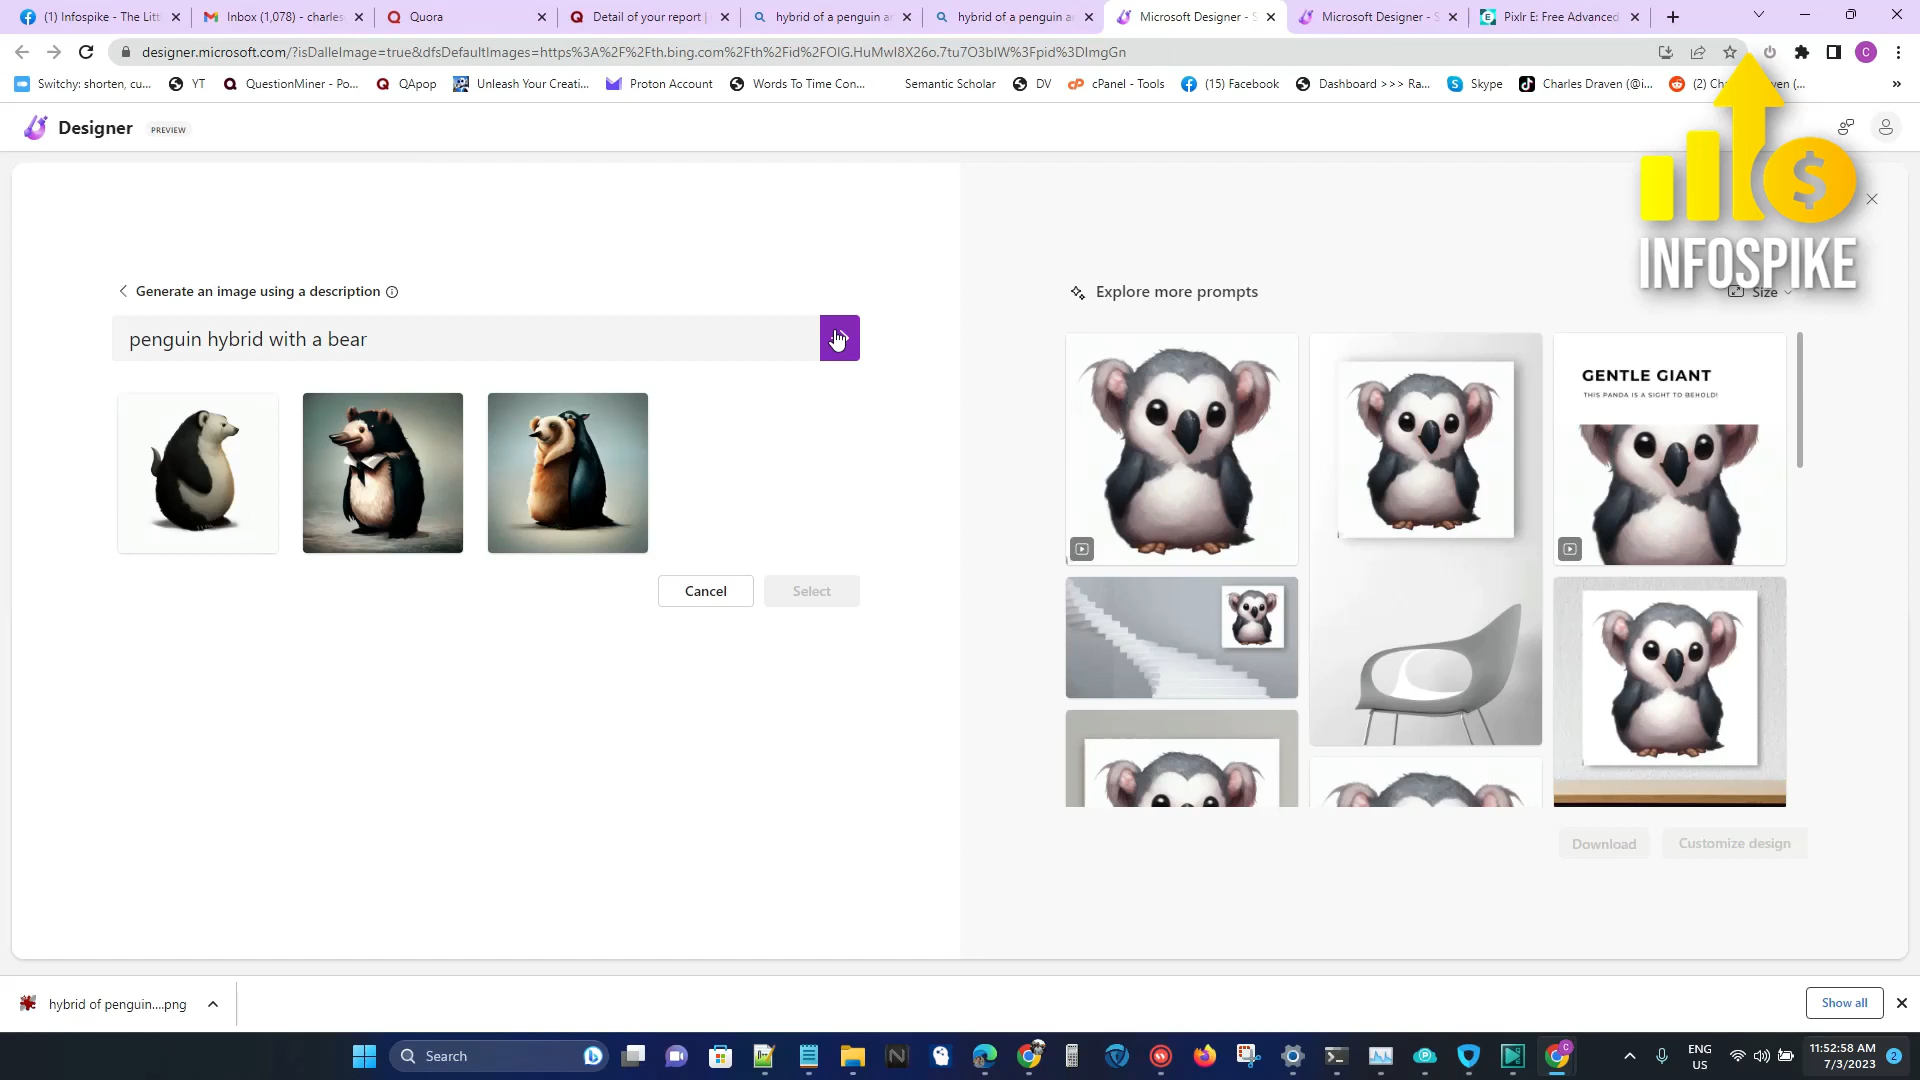 (1) Infospike - The Litt
Inbox (1,078) - charles
Quora
Detail of your report |
hybrid of a penguin ar
hybrid of a penguin a
Microsoft Designer - S
Microsoft Designer - S
Pixlr E: Free Advanced
designer.microsoft.com/?isDalleImage=true&dfsDefaultImages=https%3A%2F%2Fth.bing.com%2Fth%2Fid%2FOIG.HuMwI8X26o.7tu7O3bIW%3Fpid%3DImgGn
C
Switchy: shorten, cu...
YT
QuestionMiner - Po...
QApop
Unleash Your Creati...
Proton Account
Words To Time Con...
Semantic Scholar
DV
cPanel - Tools
(15) Facebook
Dashboard >>> Ra...
Skype
Charles Draven (@i...
Designer PREVIEW
$
INFOSPIKE
Generate an image using a description
Explore more prompts
Size
penguin hybrid with a bear
GENTLE GIANT
THIS PANDA IS A SIGHT TO BEHOLD!
Cancel
Select
Download
Customize design
hybrid of penguin....png
Show all
Search
ENG
US
11:52:58 AM
7/3/2023
2